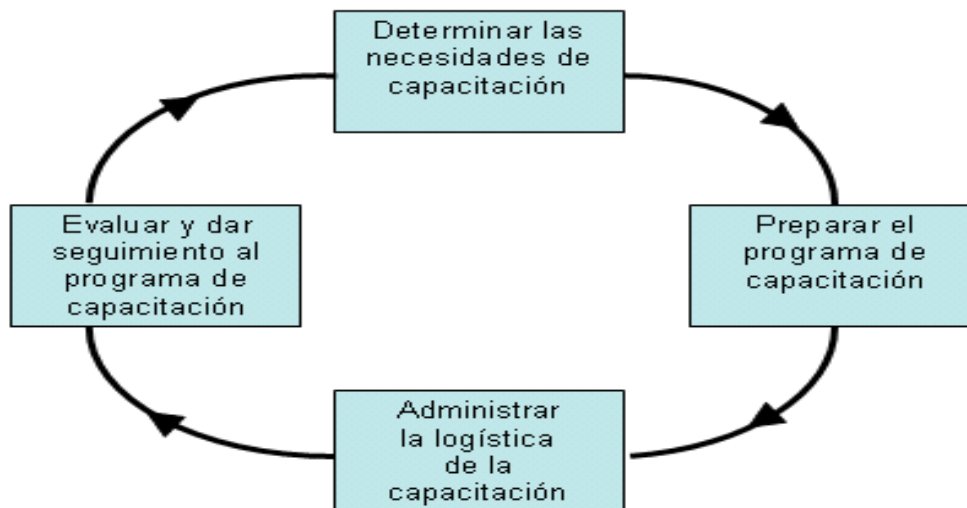 Determinar las
necesidades de
capacitación
Preparar el
programa de
capacitación
Administrar
la logística
de la
capacitación
Evaluar y dar
seguimiento al
programa de
capacitación